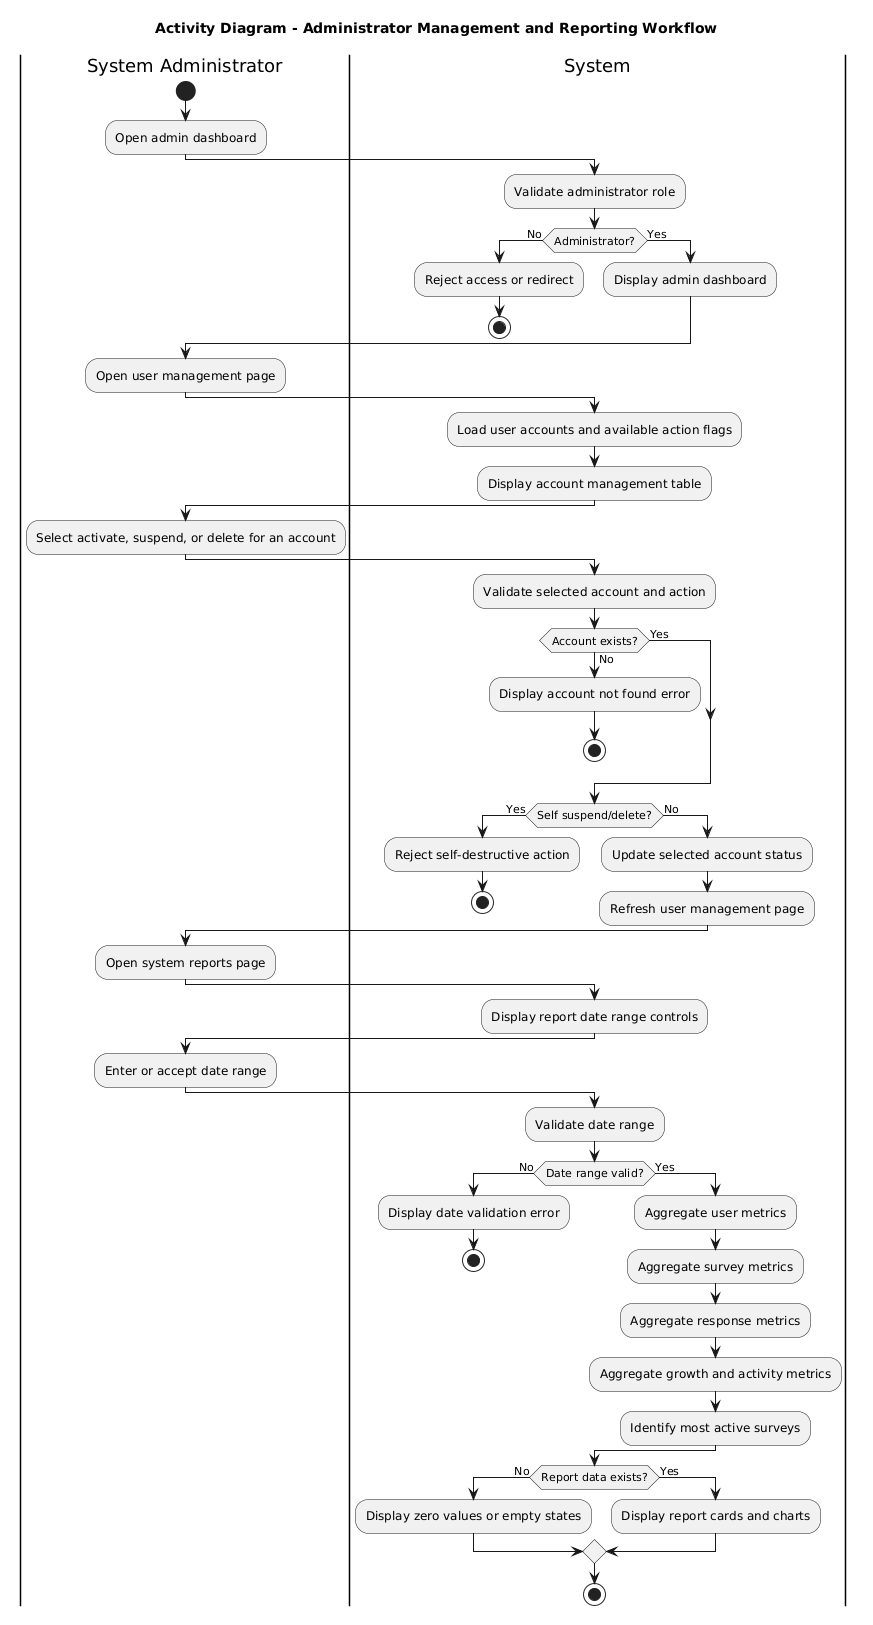 Activity Diagram - Administrator Management and Reporting Workflow
System Administrator
System
Open admin dashboard
Validate administrator role
No
Administrator?
Yes
Reject access or redirect
Display admin dashboard
Open user management page
Load user accounts and available action flags
Display account management table
Select activate, suspend, or delete for an account
Validate selected account and action
Account exists?
Yes
No
Display account not found error
Yes
Self suspend/delete?
No
Reject self-destructive action
Update selected account status
Refresh user management page
Open system reports page
Display report date range controls
Enter or accept date range
Validate date range
No
Date range valid?
Yes
Display date validation error
Aggregate user metrics
Aggregate survey metrics
Aggregate response metrics
Aggregate growth and activity metrics
Identify most active surveys
No
Report data exists?
Yes
Display zero values or empty states
Display report cards and charts